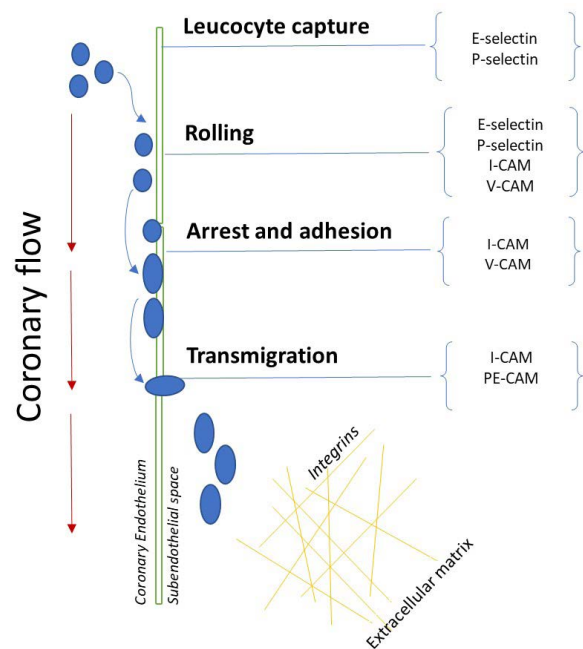 Leucocyte capture
E-selectin
P-selectin
Rolling
E-selectin
P-selectin
I-CAM
V-CAM
Arrest and adhesion
I-CAM
V-CAM
Transmigration
I-CAM
PE-CAM
Coronary flow
Coronary Endothelium
Subendothelial space
Integrins
Extracellular matrix